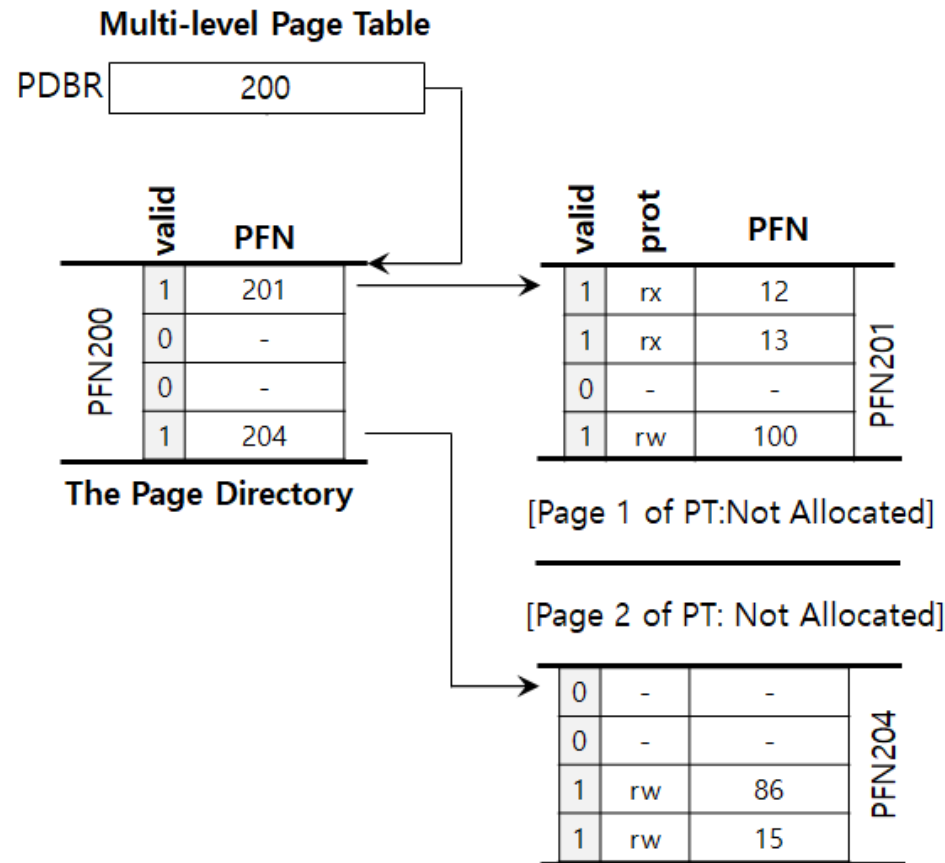 Multi-level Page Table
PDBR 200
valid PFN
PFN200
1 201
0 -
0 -
1 204
The Page Directory
valid prot PFN
1 rx 12
1 rx 13
0 - -
1 rw 100
PFN201
[Page 1 of PT:Not Allocated]
[Page 2 of PT: Not Allocated]
0 - -
0 - -
1 rw 86
1 rw 15
PFN204